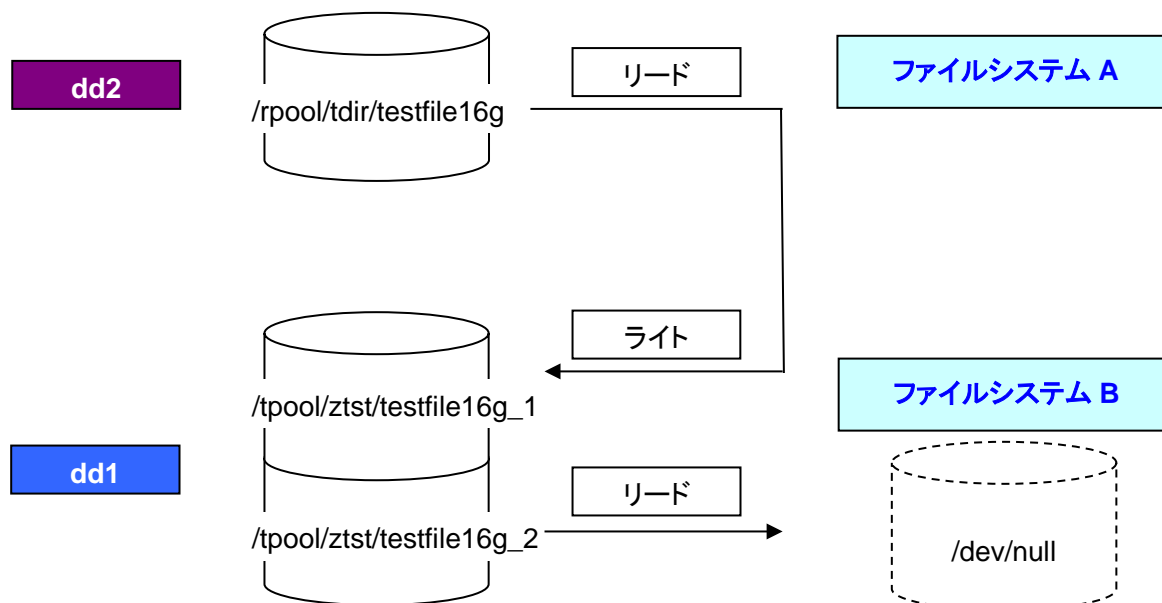 dd2
/rpool/tdir/testfile16g
リード
ファイルシステム A
ライト
/tpool/ztst/testfile16g_1
ファイルシステム B
dd1
リード
/tpool/ztst/testfile16g_2
/dev/null